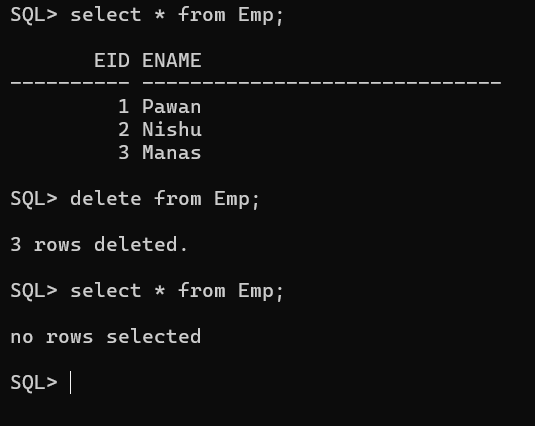 SQL> select * from Emp;
       EID ENAME
---------- ------------------------------
         1 Pawan
         2 Nishu
         3 Manas
SQL> delete from Emp;
3 rows deleted.
SQL> select * from Emp;
no rows selected
SQL>